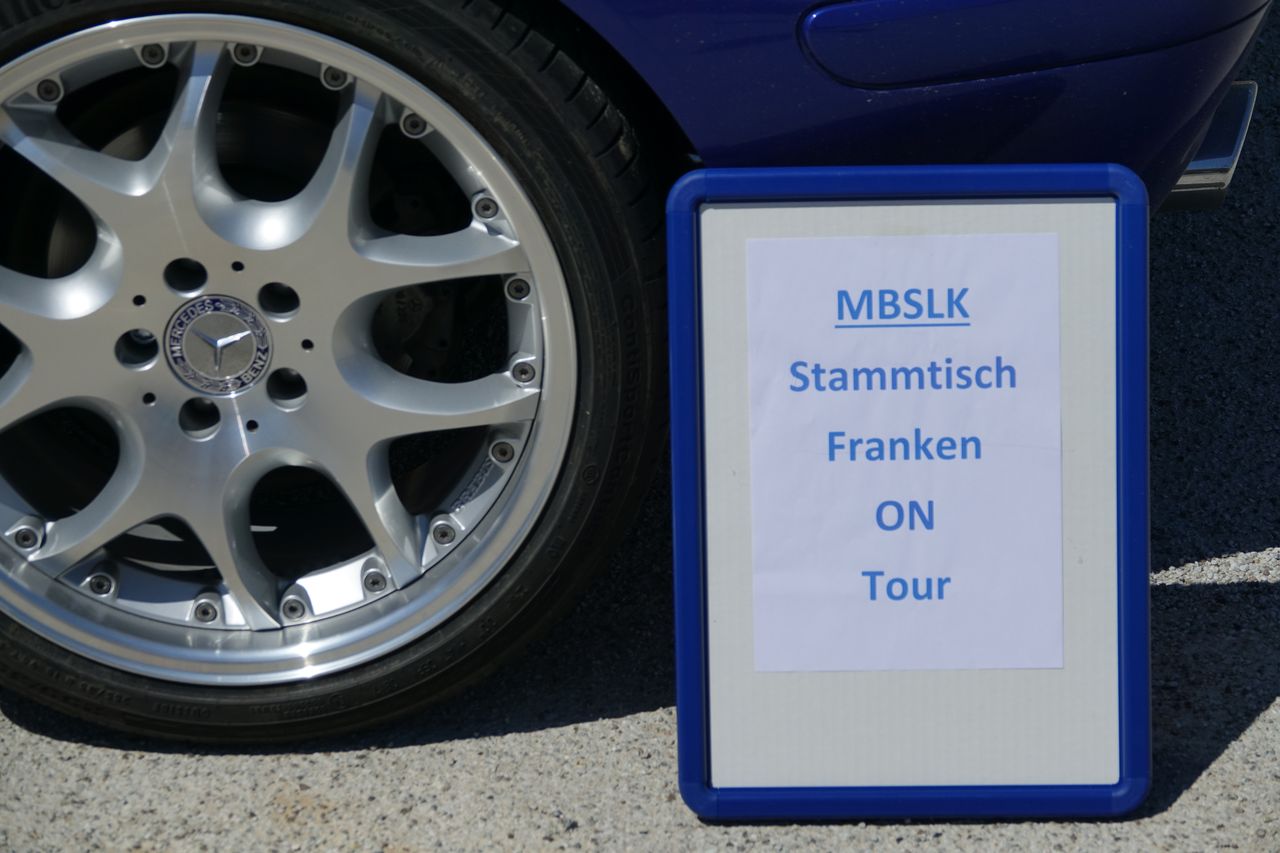 MERCEDES
BENZ
MBSLK
Stammtisch
Franken
ON
Tour